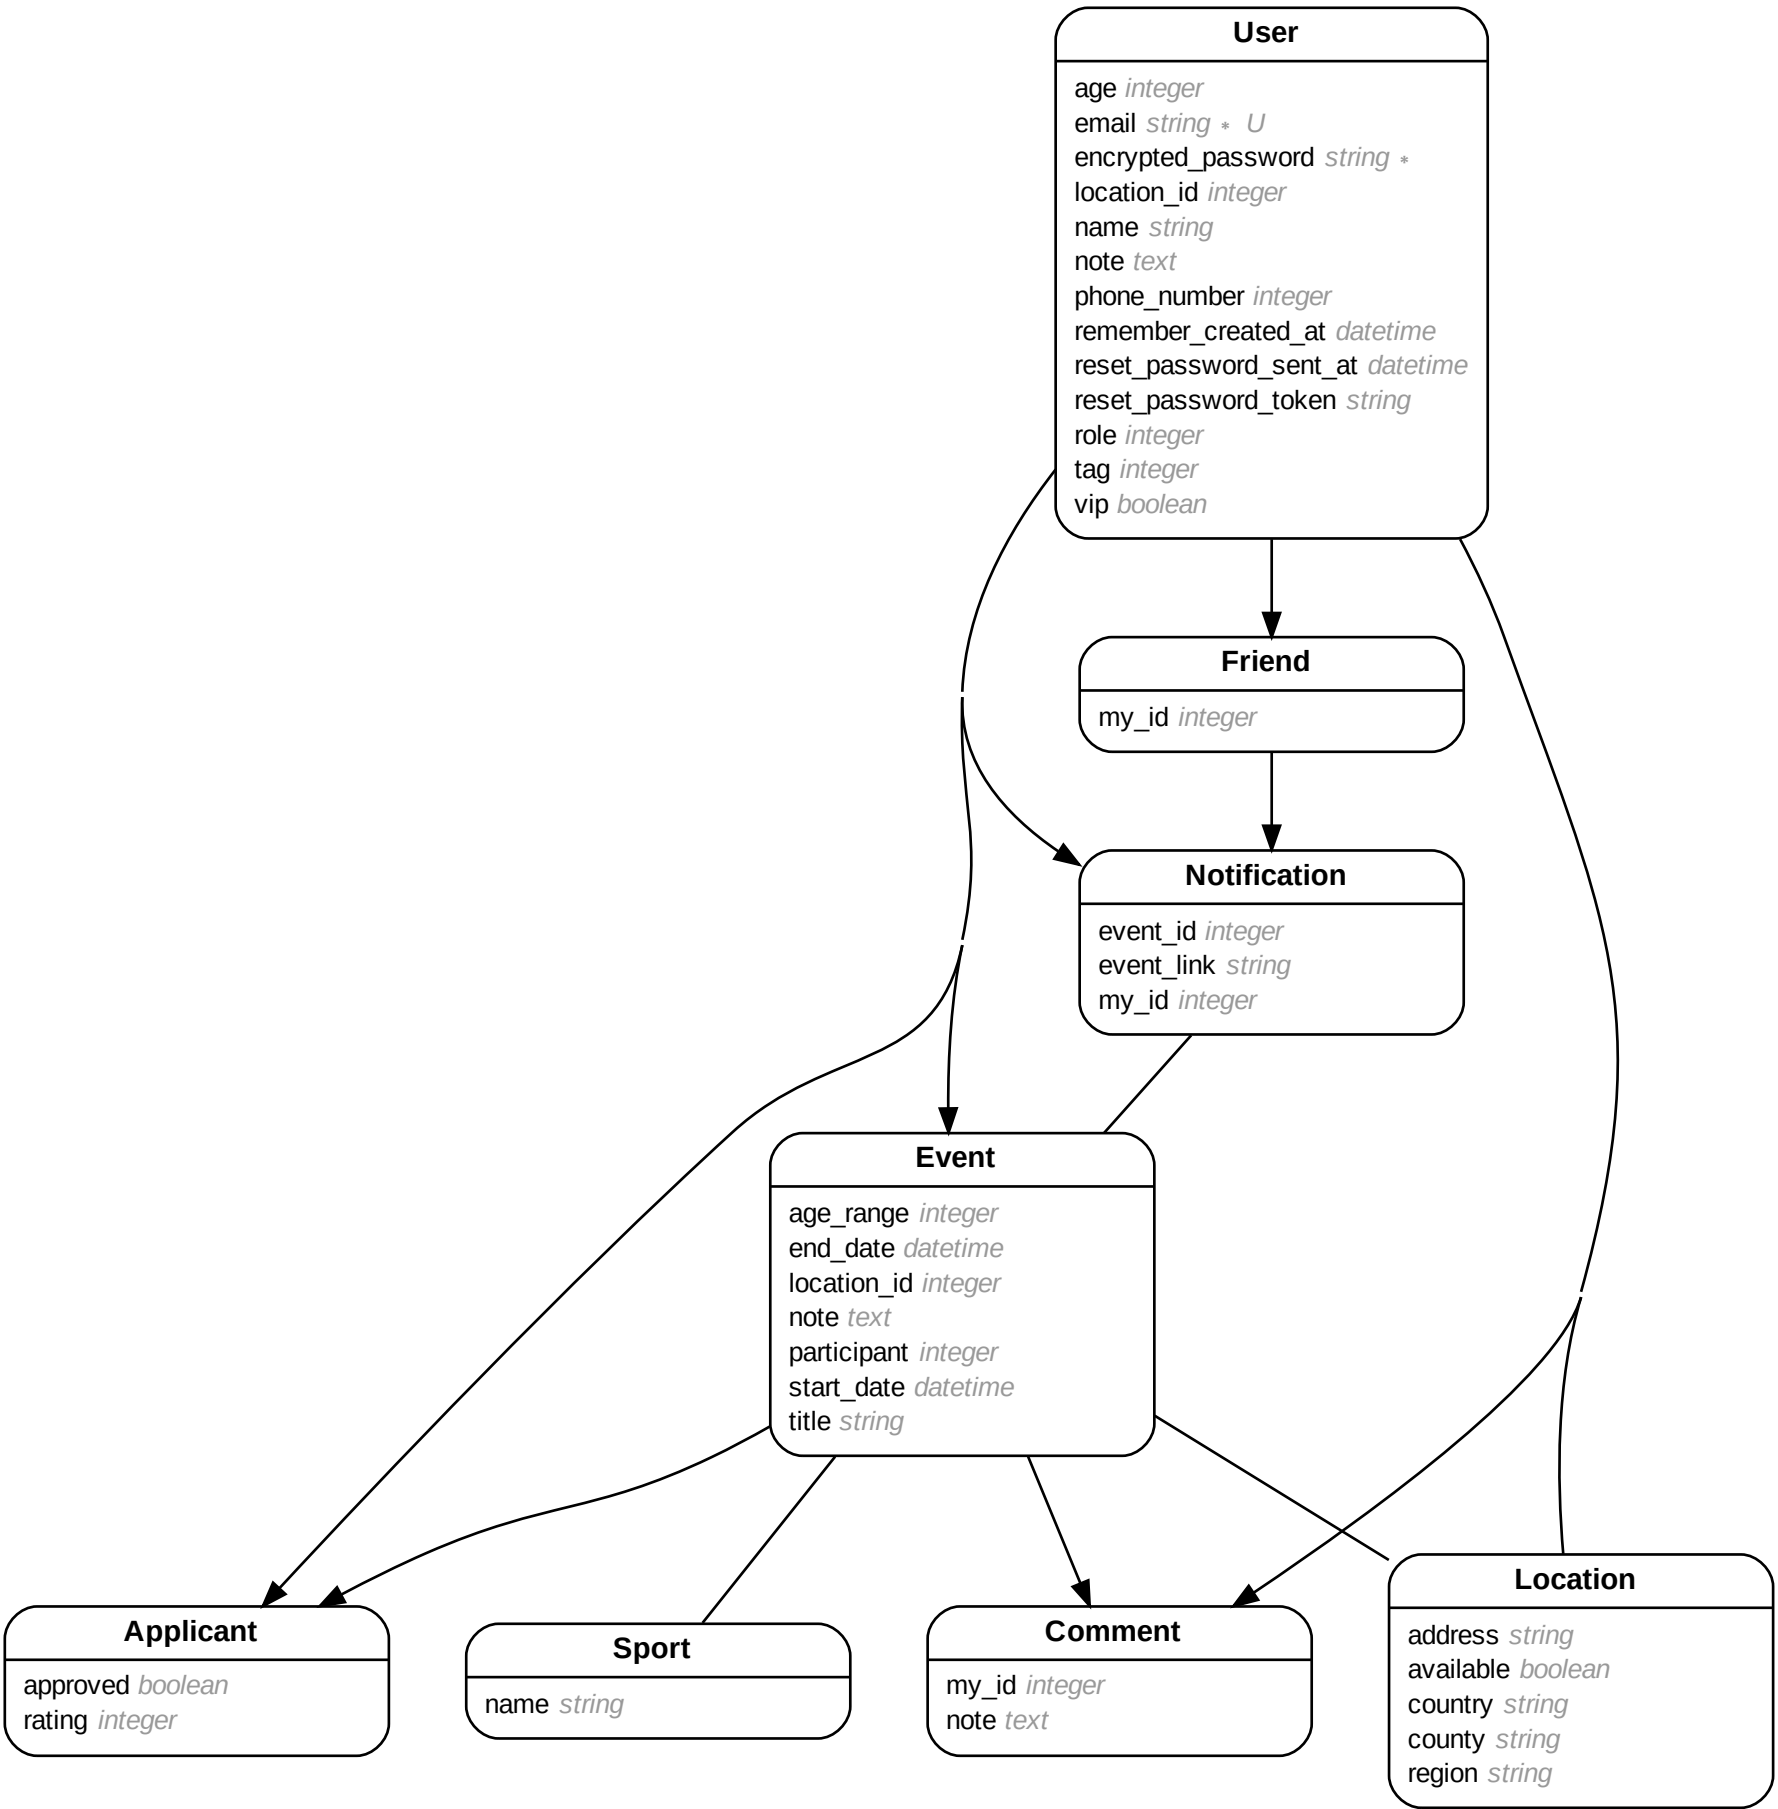 User
age integer
email string * U
encrypted_password string *
location_id integer
name string
note text
phone_number integer
remember_created_at datetime
reset_password_sent_at datetime
reset_password_token string
role integer
tag integer
vip boolean
Friend
my_id integer
Notification
event_id integer
event_link string
my_id integer
Event
age_range integer
end_date datetime
location_id integer
note text
participant integer
start_date datetime
title string
Applicant
approved boolean
rating integer
Sport
name string
Comment
my_id integer
note text
Location
address string
available boolean
country string
county string
region string